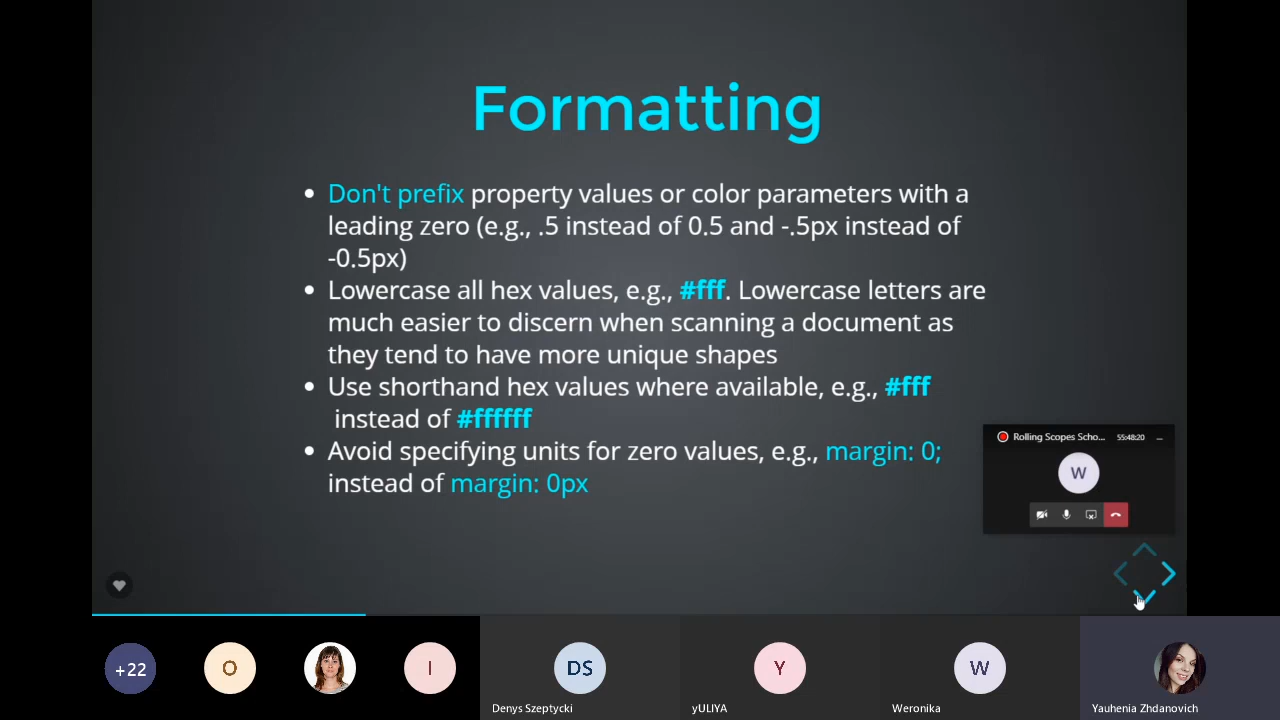 Formatting
Don't prefix property values or color parameters with a
leading zero (e.g., .5 instead of 0.5 and -.5px instead of
-0.5px)
Lowercase all hex values, e.g., #fff. Lowercase letters are
much easier to discern when scanning a document as
they tend to have more unique shapes
Use shorthand hex values where available, e.g., #fff
instead of #ffffff
Avoid specifying units for zero values, e.g., margin: 0;
instead of margin: 0px
Rolling Scopes Scho... 55:48:20
W
+22
O
I
DS
Y
W
Denys Szeptycki
yULIYA
Weronika
Yauhenia Zhdanovich